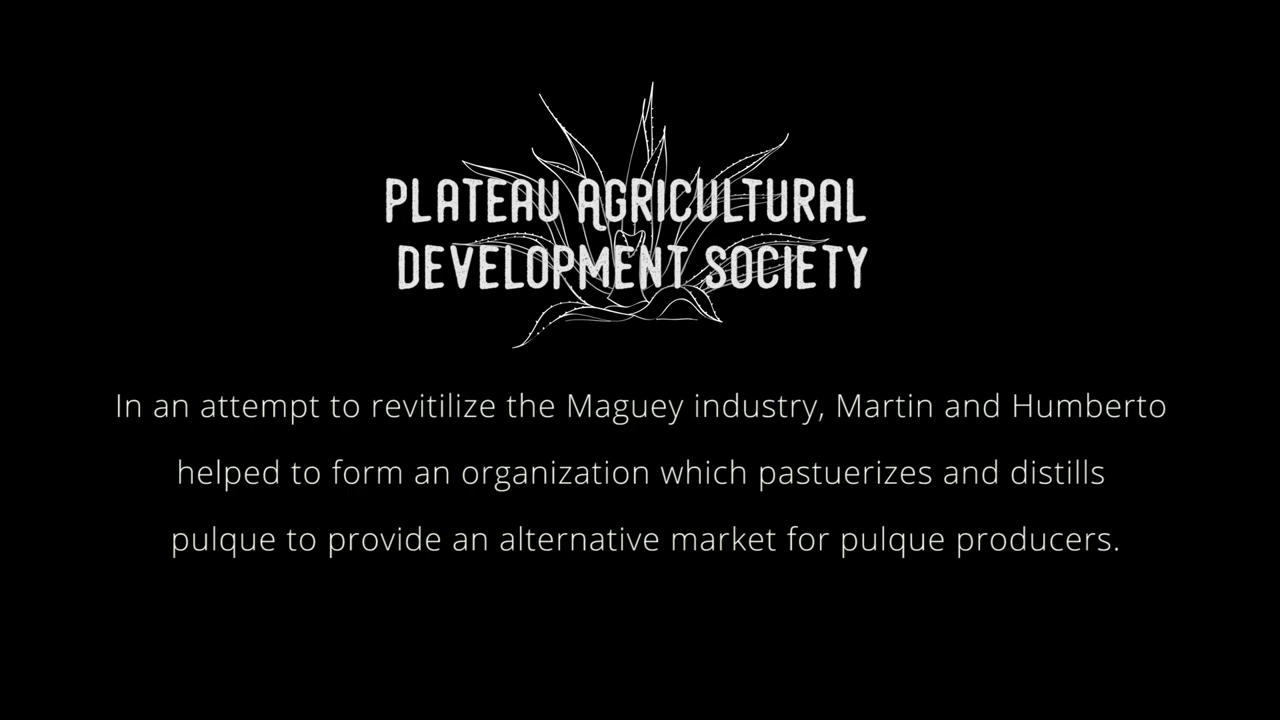 PLATEAU AGRICULTURAL
DEVELOPMENT SOCIETY
In an attempt to revitilize the Maguey industry, Martin and Humberto
helped to form an organization which pastuerizes and distills
pulque to provide an alternative market for pulque producers.